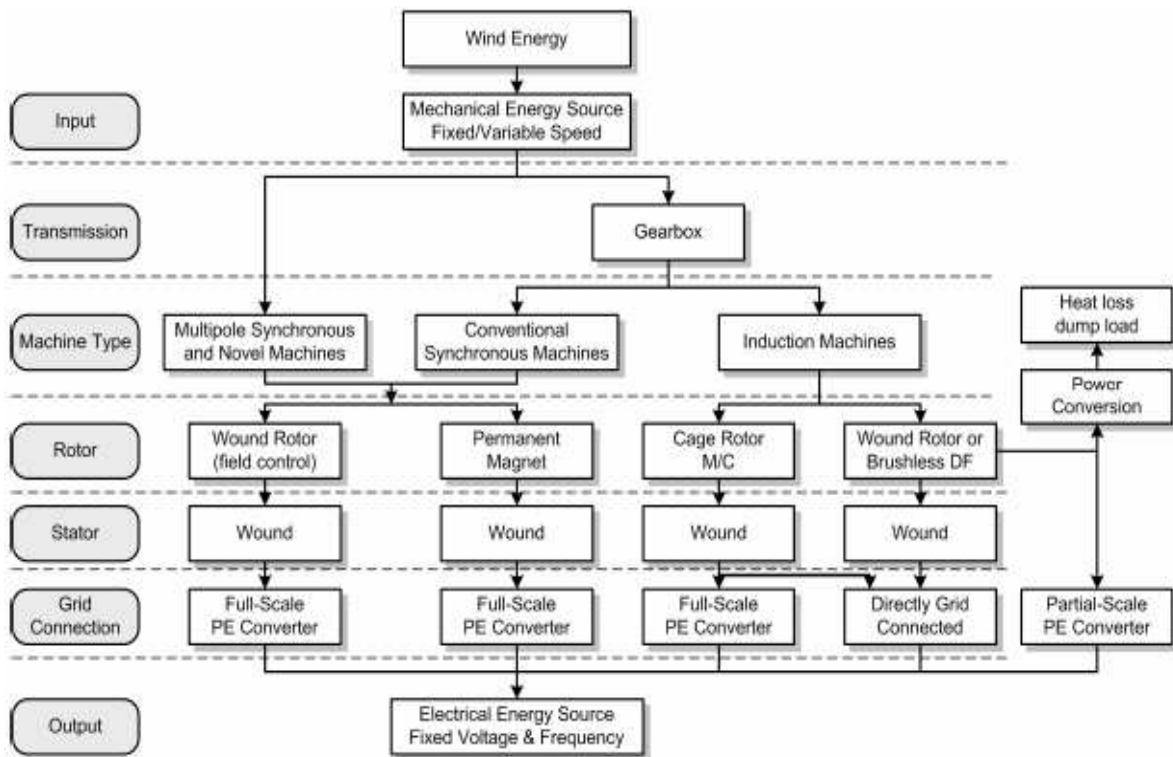 Wind Energy
Input
Mechanical Energy Source
Fixed/Variable Speed
Transmission
Gearbox
Machine Type
Multipole Synchronous
and Novel Machines
Conventional
Synchronous Machines
Induction Machines
Heat loss
dump load
Power
Conversion
Rotor
Wound Rotor
(field control)
Permanent
Magnet
Cage Rotor
M/C
Wound Rotor or
Brushless DF
Stator
Wound
Wound
Wound
Wound
Grid
Connection
Full-Scale
PE Converter
Full-Scale
PE Converter
Full-Scale
PE Converter
Directly Grid
Connected
Partial-Scale
PE Converter
Output
Electrical Energy Source
Fixed Voltage & Frequency